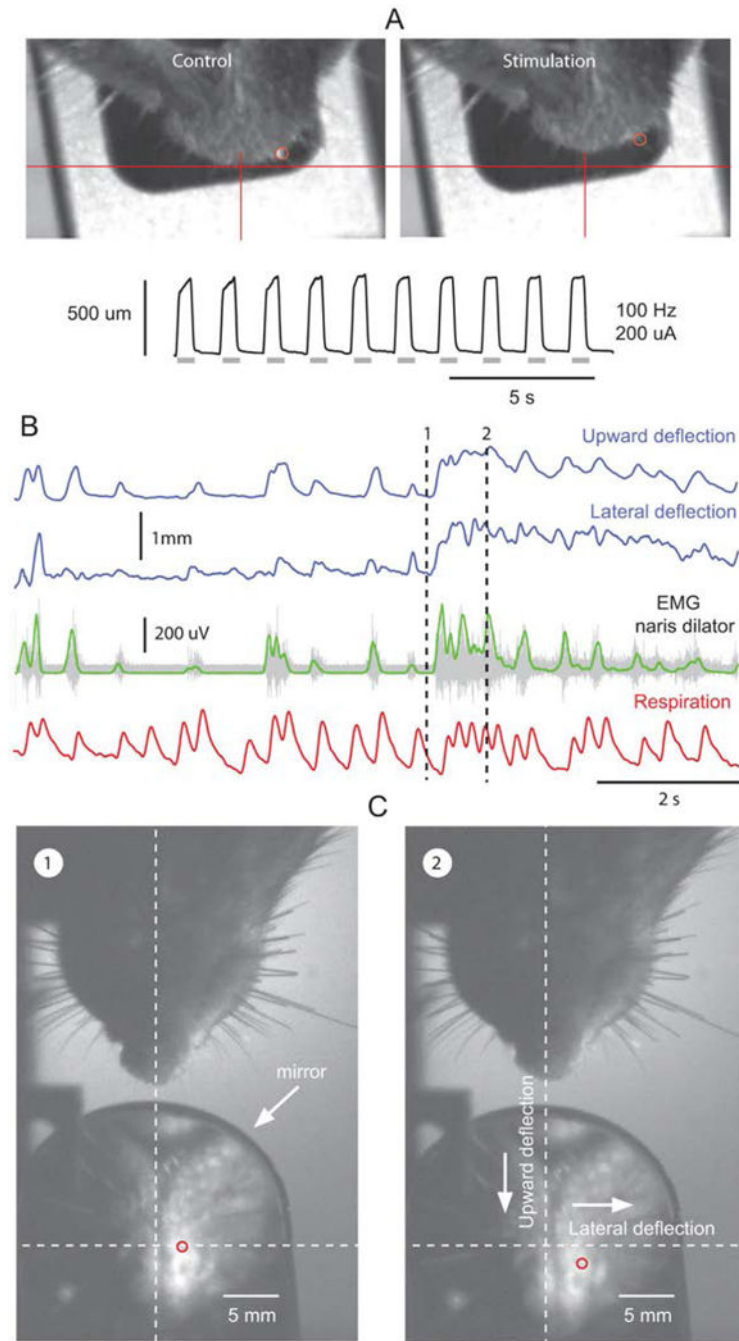 A
Control
Stimulation
500 um
100 Hz
200 uA
5 s
B
1
2
Upward deflection
Lateral deflection
1mm
EMG
naris dilator
200 uV
Respiration
2 s
C
1
mirror
5 mm
2
Upward deflection
Lateral deflection
5 mm